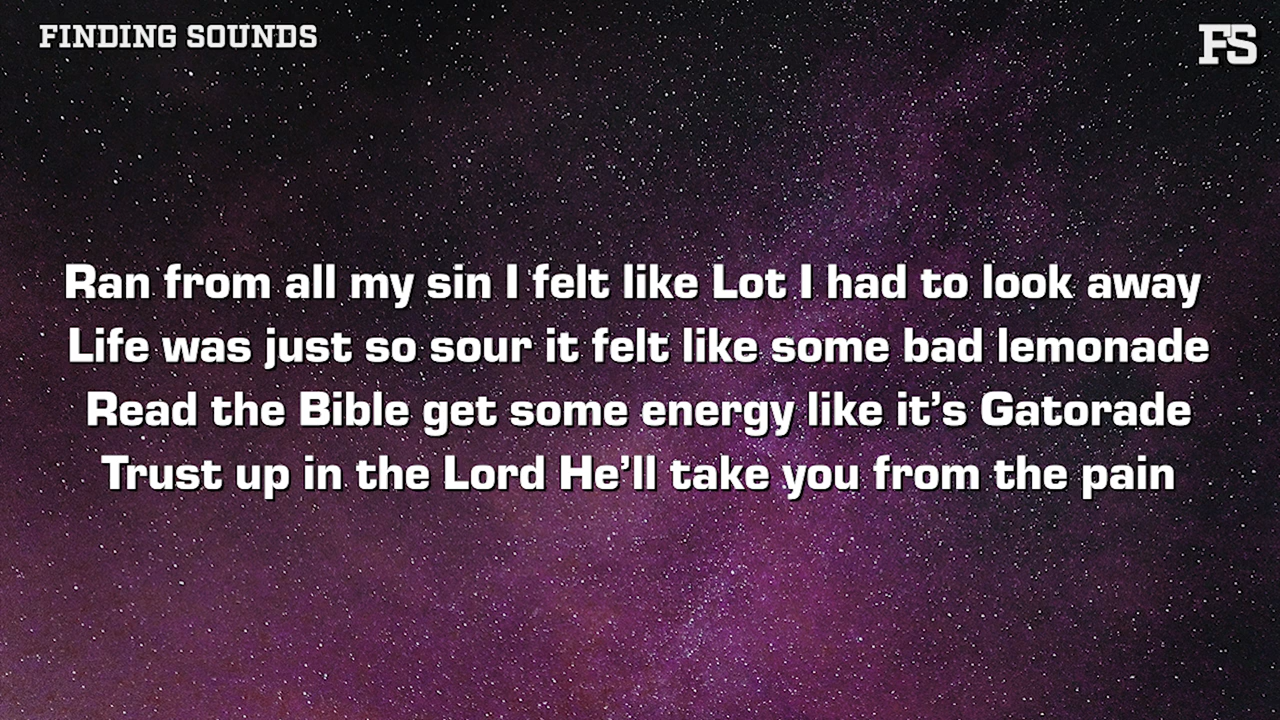 FINDING SOUNDS
FS
Ran from all my sin I felt like Lot I had to look away
Life was just so sour it felt like some bad lemonade
Read the Bible get some energy like it’s Gatorade
Trust up in the Lord He’ll take you from the pain